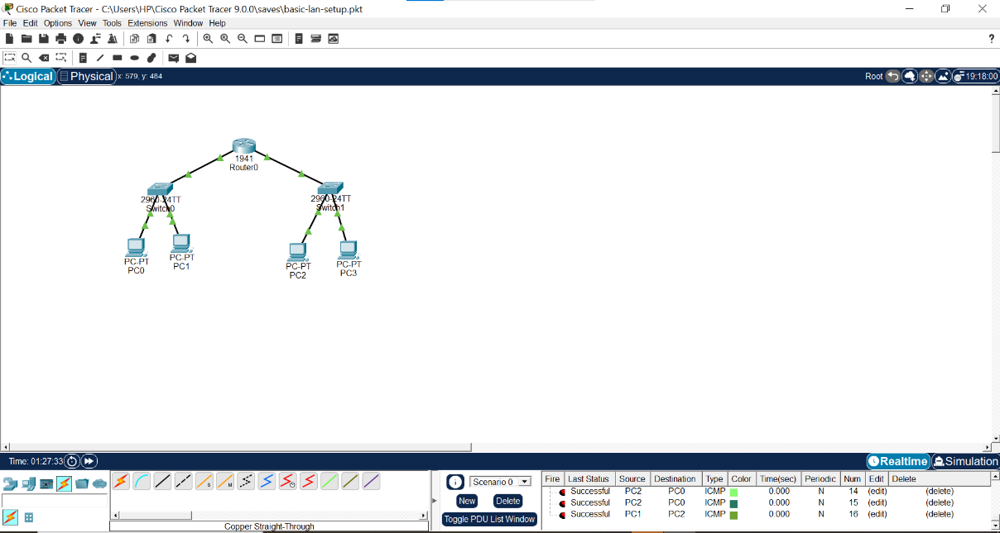 Cisco Packet Tracer - C:\Users\HP\Cisco Packet Tracer 9.0.0\saves\basic-lan-setup.pkt
File Edit Options View Tools Extensions Window Help
?
Logical Physical x: 579, y: 484 Root 19:18:00
1941
Router0
2960-24TT
Switch0
2960-24TT
Switch1
PC-PT
PC0
PC-PT
PC1
PC-PT
PC2
PC-PT
PC3
Time: 01:27:33 Realtime Simulation
S M
Scenario 0
New Delete
Toggle PDU List Window
Copper Straight-Through
Fire Last Status Source Destination Type Color Time(sec) Periodic Num Edit Delete
Successful PC2 PC0 ICMP 0.000 N 14 (edit) (delete)
Successful PC2 PC0 ICMP 0.000 N 15 (edit) (delete)
Successful PC1 PC2 ICMP 0.000 N 16 (edit) (delete)